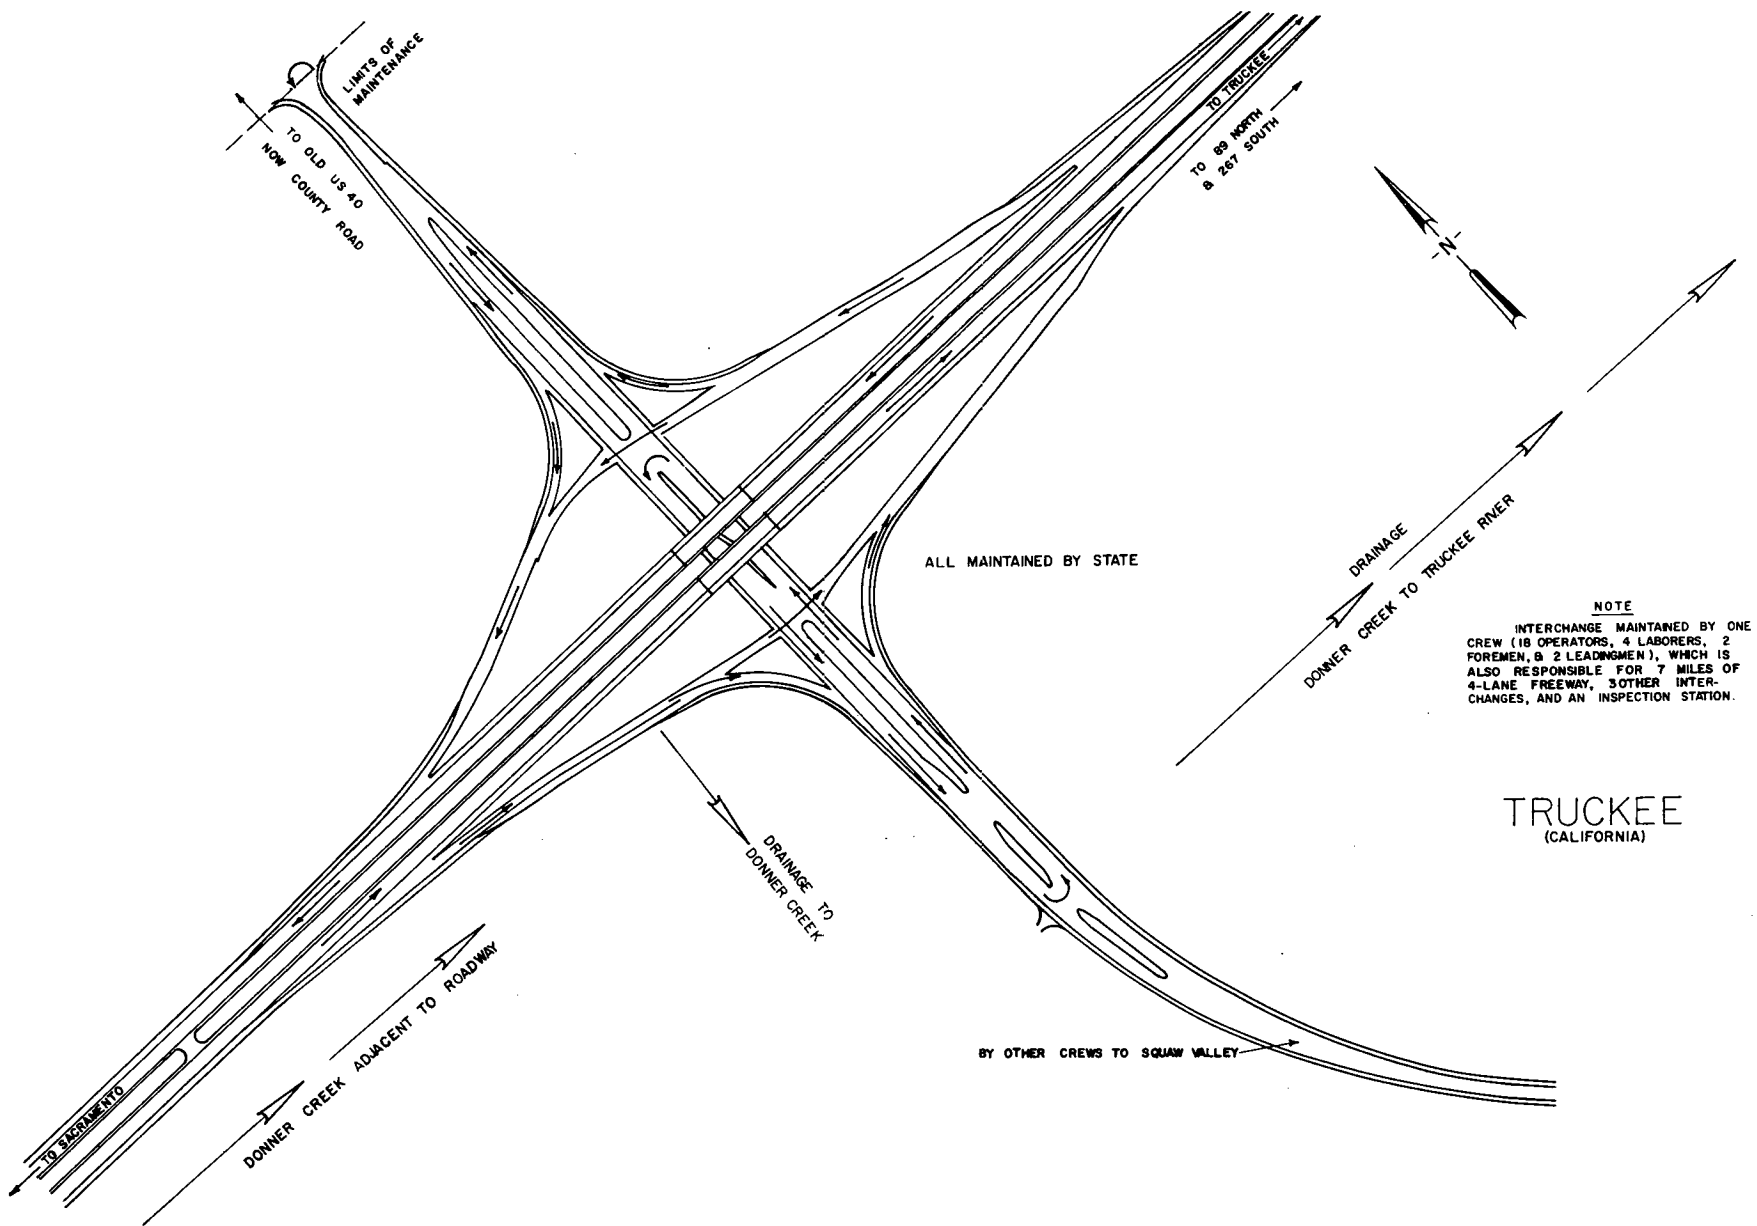 LIMITS OF
MAINTENANCE
TO OLD US 40
NOW COUNTY ROAD
TO TRUCKEE
TO 89 NORTH
& 267 SOUTH
N
ALL MAINTAINED BY STATE
DRAINAGE
DONNER CREEK TO TRUCKEE RIVER
NOTE
INTERCHANGE MAINTAINED BY ONE
CREW (18 OPERATORS, 4 LABORERS, 2
FOREMEN, & 2 LEADINGMEN), WHICH IS
ALSO RESPONSIBLE FOR 7 MILES OF
4-LANE FREEWAY, 3 OTHER INTER-
CHANGES, AND AN INSPECTION STATION.
TRUCKEE
(CALIFORNIA)
DRAINAGE TO
DONNER CREEK
DONNER CREEK ADJACENT TO ROADWAY
BY OTHER CREWS TO SQUAW VALLEY
TO SACRAMENTO